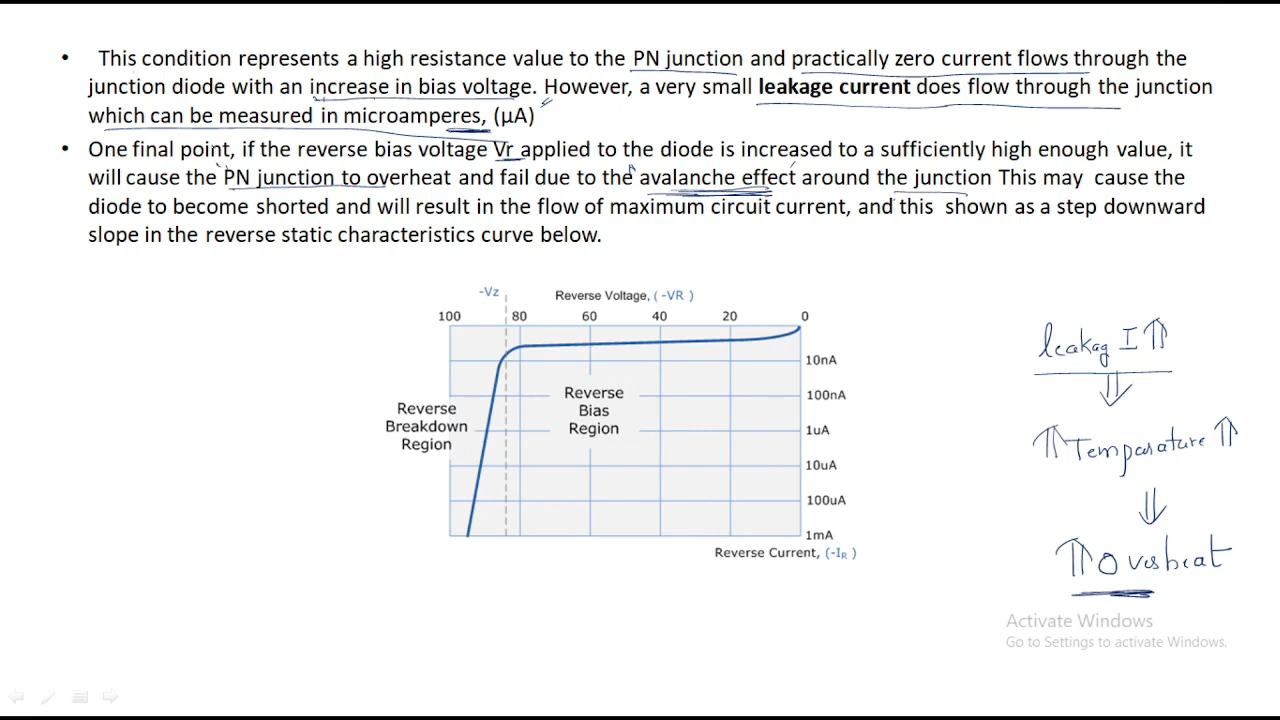 • This condition represents a high resistance value to the PN junction and practically zero current flows through the
junction diode with an increase in bias voltage. However, a very small leakage current does flow through the junction
which can be measured in microamperes, (µA)
• One final point, if the reverse bias voltage Vr applied to the diode is increased to a sufficiently high enough value, it
will cause the PN junction to overheat and fail due to the avalanche effect around the junction This may cause the
diode to become shorted and will result in the flow of maximum circuit current, and this shown as a step downward
slope in the reverse static characteristics curve below.
-Vz
Reverse Voltage, (-VR )
100 80 60 40 20 0
10nA
100nA
1uA
10uA
100uA
1mA
Reverse
Breakdown
Region
Reverse
Bias
Region
Reverse Current, (-IR )
leakag I ⇑
⇓
⇑ Temparature ⇑
⇓
⇑ Overheat
Activate Windows
Go to Settings to activate Windows.